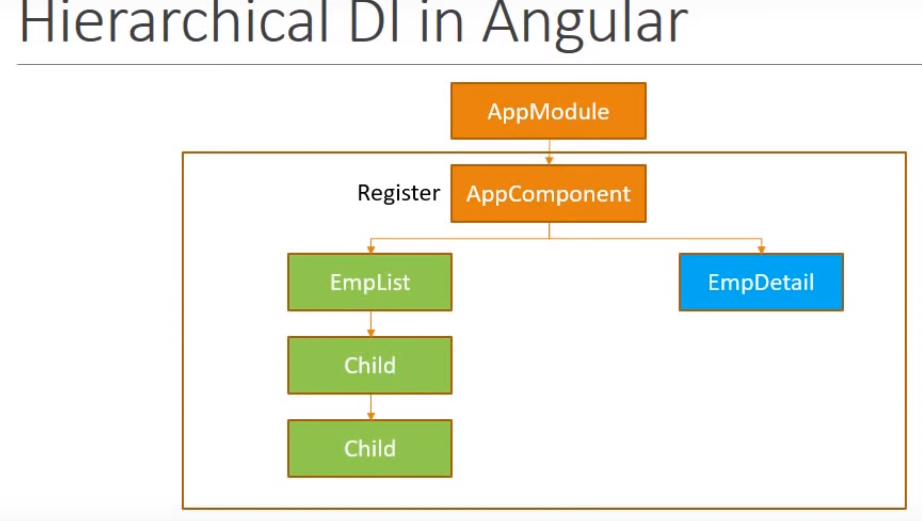 Hierarchical DI in Angular
AppModule
Register
AppComponent
EmpList
EmpDetail
Child
Child